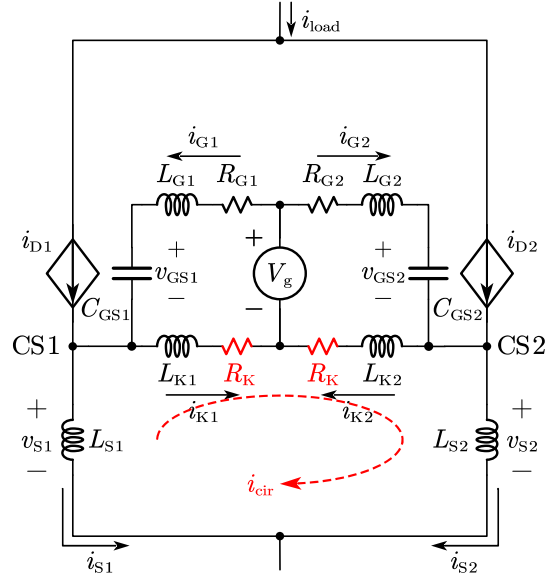 i_load
i_G1 i_G2
L_G1 R_G1 R_G2 L_G2
i_D1 + + + i_D2
v_GS1 V_g v_GS2
C_GS1 − − − C_GS2
CS1 CS2
L_K1 R_K R_K L_K2
i_K1 i_K2
+ +
v_S1 L_S1 L_S2 v_S2
− −
i_cir
i_S1 i_S2